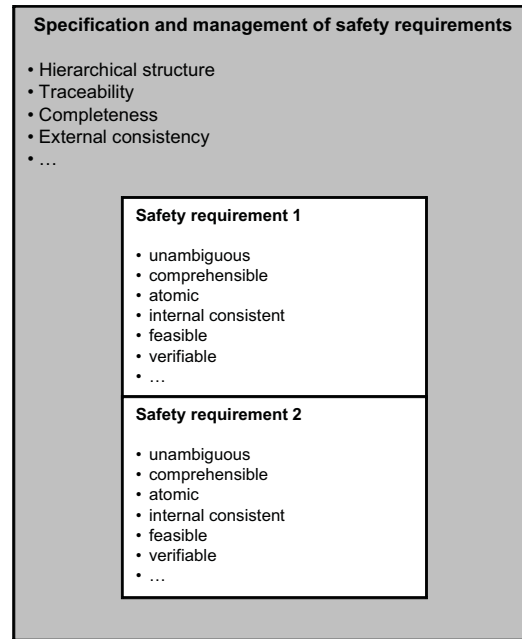 Specification and management of safety requirements
• Hierarchical structure
• Traceability
• Completeness
• External consistency
• …
Safety requirement 1
• unambiguous
• comprehensible
• atomic
• internal consistent
• feasible
• verifiable
• …
Safety requirement 2
• unambiguous
• comprehensible
• atomic
• internal consistent
• feasible
• verifiable
• …